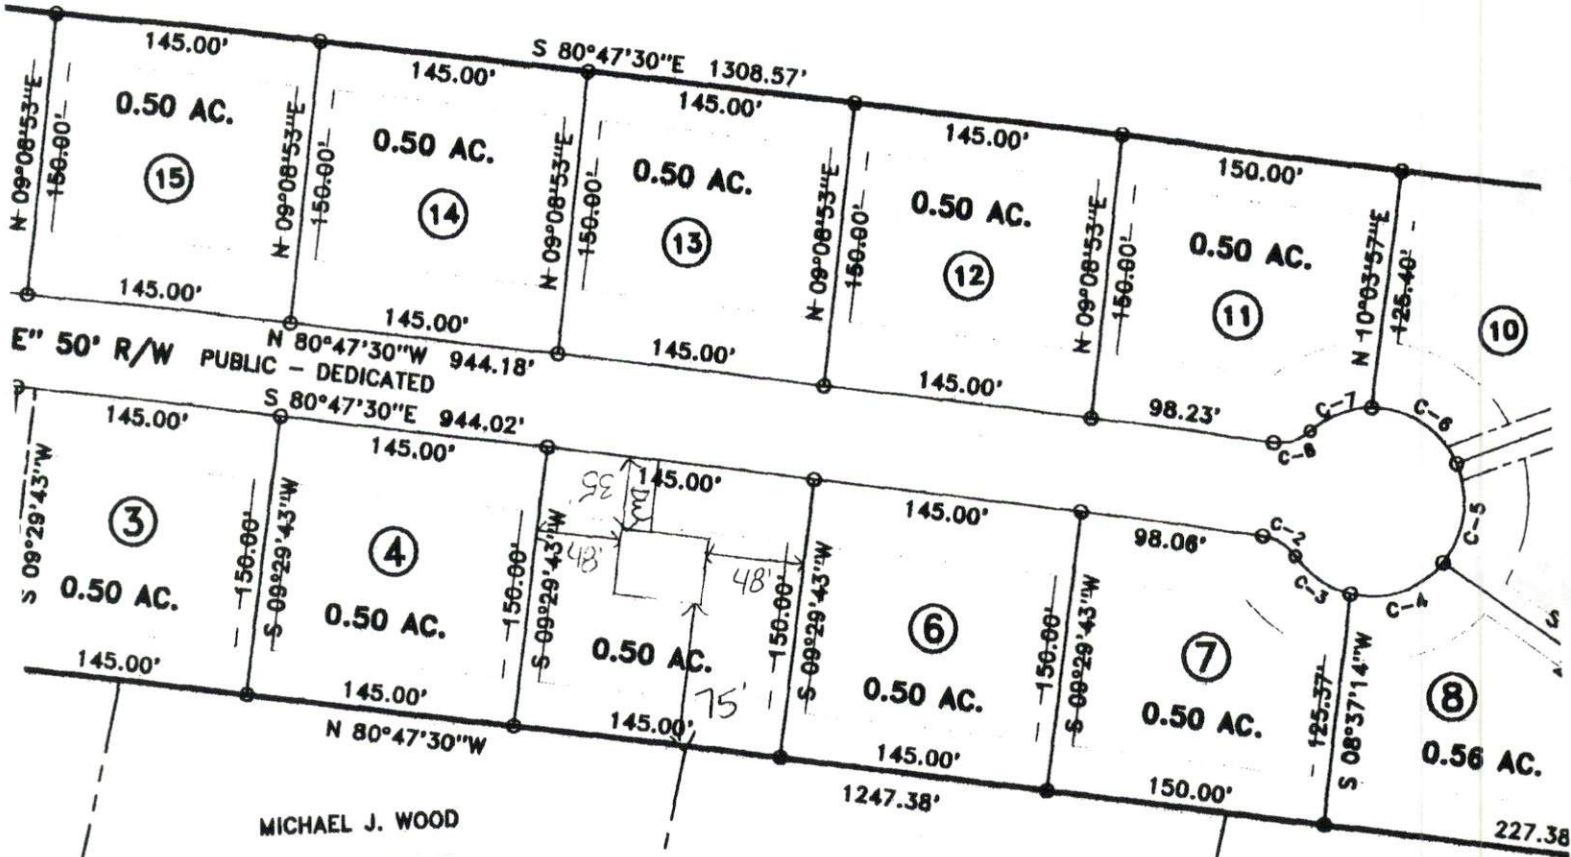 145.00'
S 80°47'30"E 1308.57'
145.00'
145.00'
145.00'
150.00'
N 09°08'53"E
150.00'
0.50 AC.
15
N 09°08'53"E
150.00'
0.50 AC.
14
N 09°08'53"E
150.00'
0.50 AC.
13
N 09°08'53"E
150.00'
0.50 AC.
12
N 09°08'53"E
150.00'
0.50 AC.
11
N 10°03'57"E
125.40'
10
145.00'
145.00'
145.00'
145.00'
98.23'
C-8
C-7
C-6
C-5
E" 50' R/W PUBLIC - DEDICATED
N 80°47'30"W 944.18'
S 80°47'30"E 944.02'
145.00'
145.00'
145.00'
145.00'
98.06'
C-2
C-3
C-4
S 09°29'43"W
3
0.50 AC.
150.00'
S 09°29'43"W
4
0.50 AC.
150.00'
S 09°29'43"W
35'
DW
48'
48'
0.50 AC.
75'
150.00'
S 09°29'43"W
6
0.50 AC.
150.00'
S 09°29'43"W
7
0.50 AC.
125.37'
S 08°37'14"W
8
0.56 AC.
145.00'
145.00'
145.00'
145.00'
150.00'
227.38
N 80°47'30"W
1247.38'
MICHAEL J. WOOD